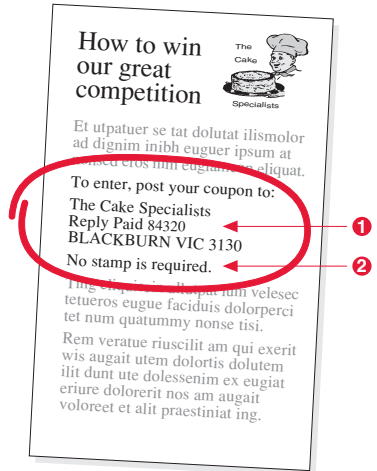 How to win
our great
competition
The
Cake
Specialists
Et utpatuer se tat dolutat ilismolor
ad dignim inibh euguer ipsum at
eliquat.
To enter, post your coupon to:
The Cake Specialists
Reply Paid 84320
BLACKBURN VIC 3130
No stamp is required.
1
2
velesec
tetueros eugue faciduis dolorperci
tet num quatummy nonse tisi.
Rem veratue riuscilit am qui exerit
wis augait utem dolortis dolutem
ilit dunt ute dolessenim ex eugiat
eriure dolorerit nos am augait
voloreet et alit praestiniat ing.